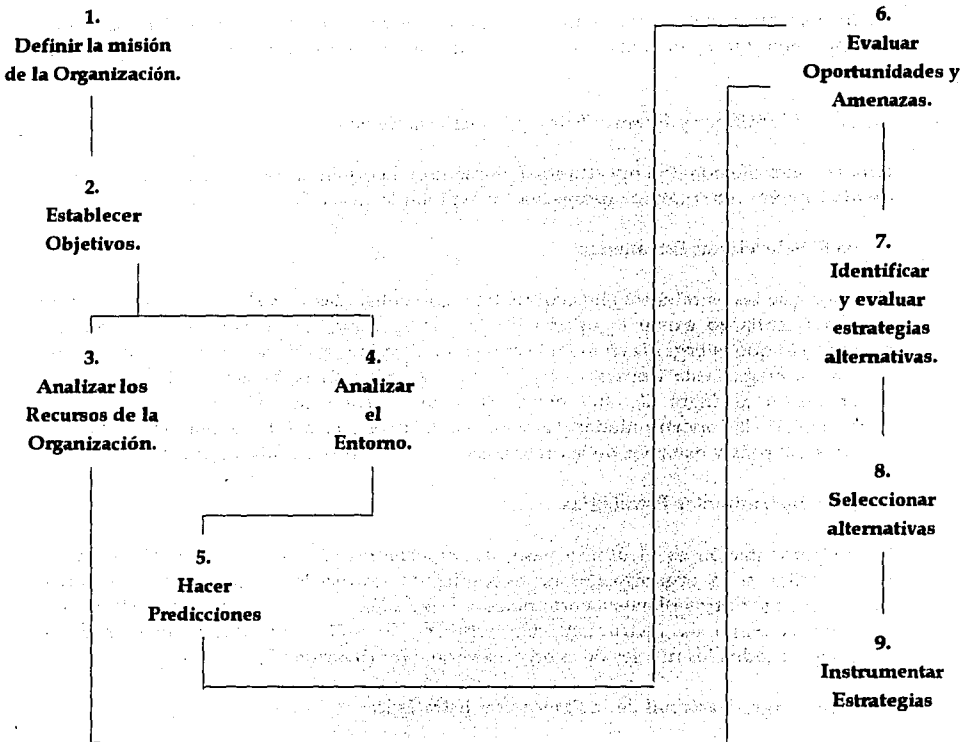 1.
Definir la misión
de la Organización.
2.
Establecer
Objetivos.
3.
Analizar los
Recursos de la
Organización.
4.
Analizar
el
Entorno.
5.
Hacer
Predicciones
6.
Evaluar
Oportunidades y
Amenazas.
7.
Identificar
y evaluar
estrategias
alternativas.
8.
Seleccionar
alternativas
9.
Instrumentar
Estrategias